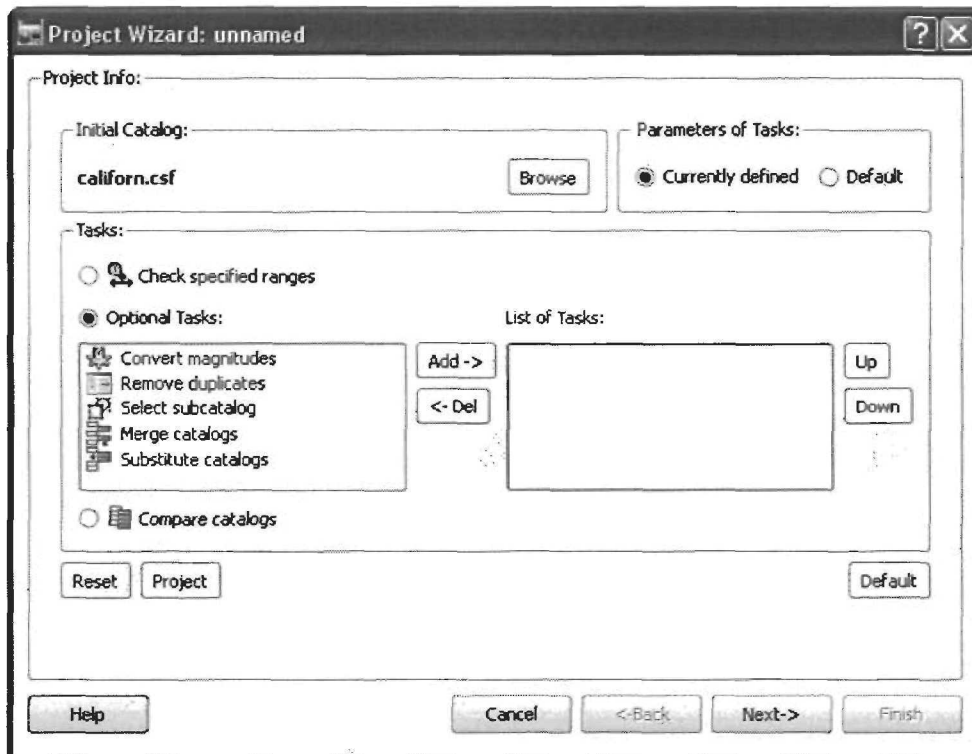 Project Wizard: unnamed
Project Info:
Initial Catalog:
californ.csf
Browse
Parameters of Tasks:
Currently defined
Default
Tasks:
Check specified ranges
Optional Tasks:
List of Tasks:
Convert magnitudes
Remove duplicates
Select subcatalog
Merge catalogs
Substitute catalogs
Add ->
<- Del
Up
Down
Compare catalogs
Reset
Project
Default
Help
Cancel
<-Back
Next->
Finish